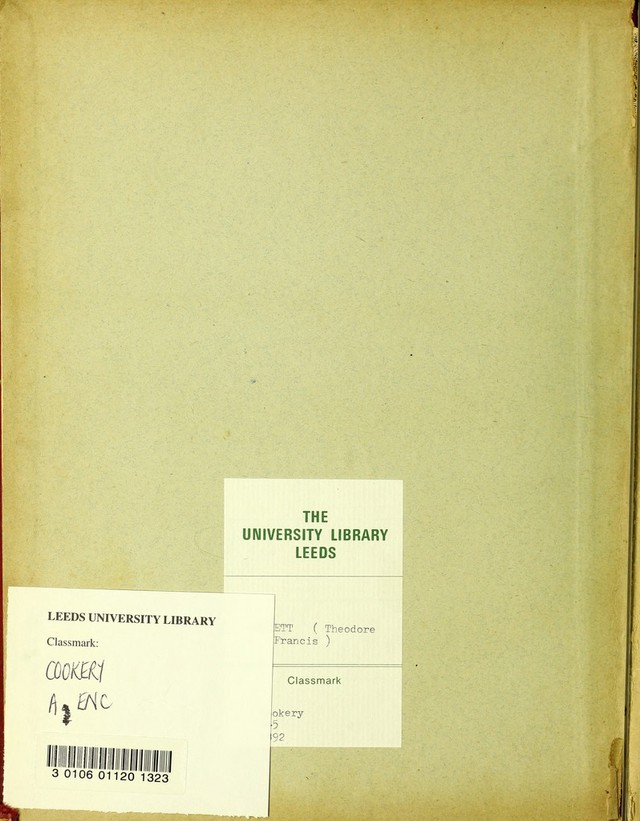 THE
UNIVERSITY LIBRARY
LEEDS
ETT ( Theodore
Francis )
Classmark
okery
92
LEEDS UNIVERSITY LIBRARY
Classmark:
COOKERY
A ENC
3 0106 01120 1323